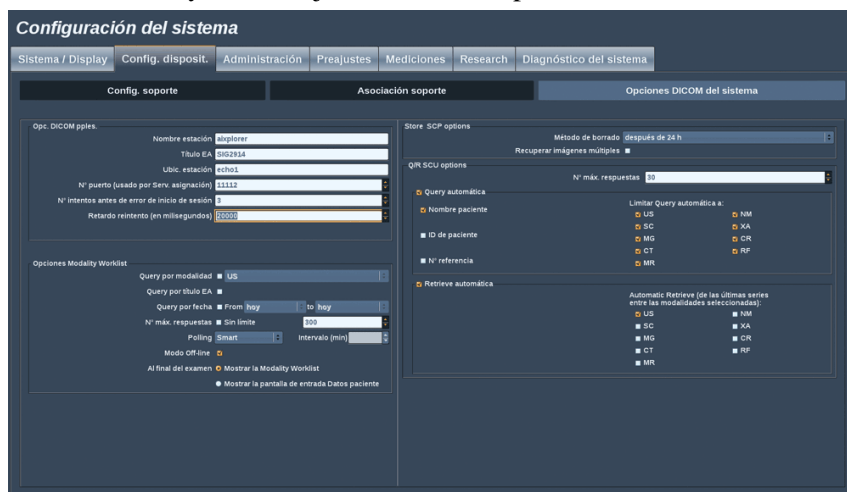 Configuración del sistema
Sistema / Display Config. disposit. Administración Preajustes Mediciones Research Diagnóstico del sistema
Config. soporte Asociación soporte Opciones DICOM del sistema
Opc. DICOM pples.
Nombre estación aixplorer
Título EA SIG2914
Ubic. estación echo1
Nº puerto (usado por Serv. asignación) 11112
Nº intentos antes de error de inicio de sesión 3
Retardo reintento (en milisegundos) 20000
Opciones Modality Worklist
Query por modalidad US
Query por título EA
Query por fecha From hoy to hoy
Nº máx. respuestas Sin límite 300
Polling Smart Intervalo (min)
Modo Off-line
Al final del examen Mostrar la Modality Worklist
Mostrar la pantalla de entrada Datos paciente
Store SCP options
Método de borrado después de 24 h
Recuperar imágenes múltiples
Q/R SCU options
Nº máx. respuestas 30
Query automática
Limitar Query automática a:
Nombre paciente
US NM
SC XA
ID de paciente
MG CR
CT RF
Nº referencia
MR
Retrieve automática
Automatic Retrieve (de las últimas series
entre las modalidades seleccionadas):
US NM
SC XA
MG CR
CT RF
MR